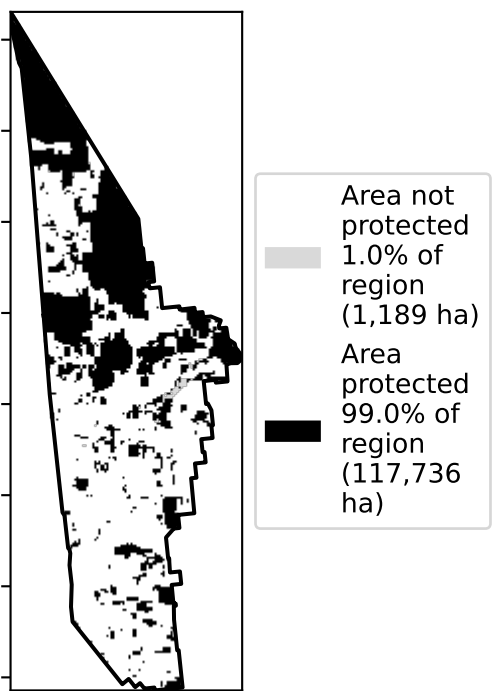 Area not
protected
1.0% of
region
(1,189 ha)
Area
protected
99.0% of
region
(117,736
ha)